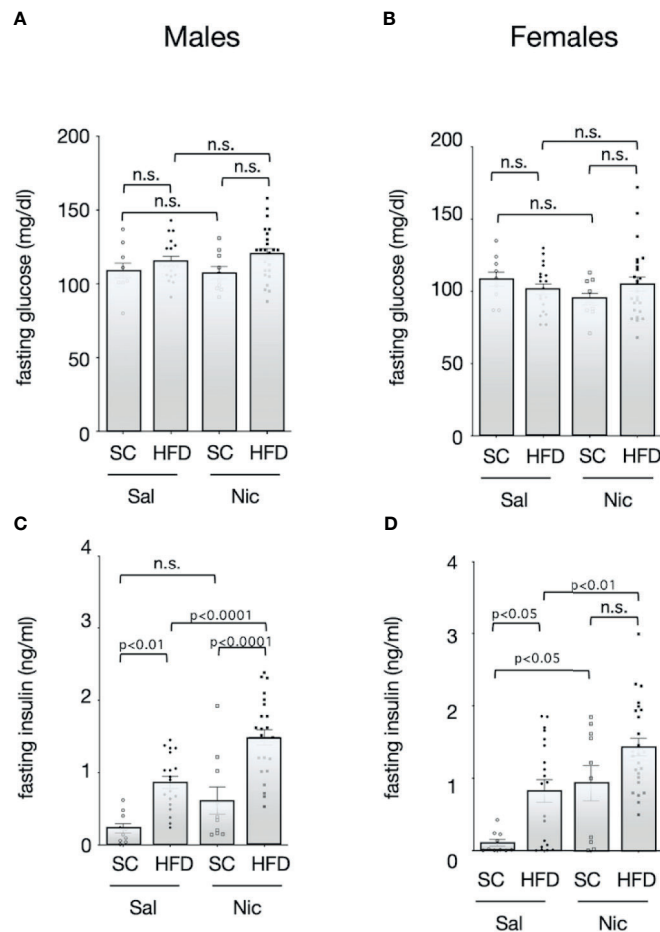 A
Males
200
150
100
50
0
fasting glucose (mg/dl)
n.s.
n.s.
n.s.
n.s.
SC HFD SC HFD
Sal Nic
B
Females
200
150
100
50
0
fasting glucose (mg/dl)
n.s.
n.s.
n.s.
n.s.
SC HFD SC HFD
Sal Nic
C
4
3
2
1
0
fasting insulin (ng/ml)
n.s.
p<0.0001
p<0.01 p<0.0001
SC HFD SC HFD
Sal Nic
D
4
3
2
1
0
fasting insulin (ng/ml)
p<0.01
p<0.05 n.s.
p<0.05
SC HFD SC HFD
Sal Nic